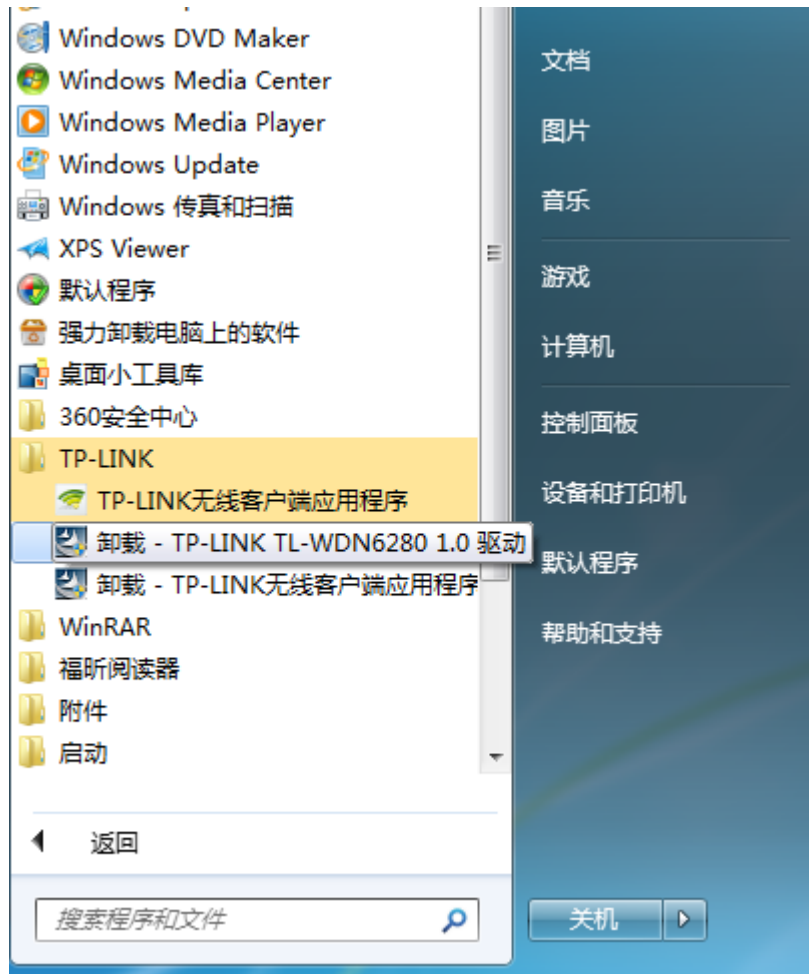 Windows DVD Maker
Windows Media Center
Windows Media Player
Windows Update
Windows 传真和扫描
XPS Viewer
默认程序
强力卸载电脑上的软件
桌面小工具库
360安全中心
TP-LINK
TP-LINK无线客户端应用程序
卸载 - TP-LINK TL-WDN6280 1.0 驱动
卸载 - TP-LINK无线客户端应用程序
WinRAR
福昕阅读器
附件
启动
返回
搜索程序和文件
文档
图片
音乐
游戏
计算机
控制面板
设备和打印机
默认程序
帮助和支持
关机